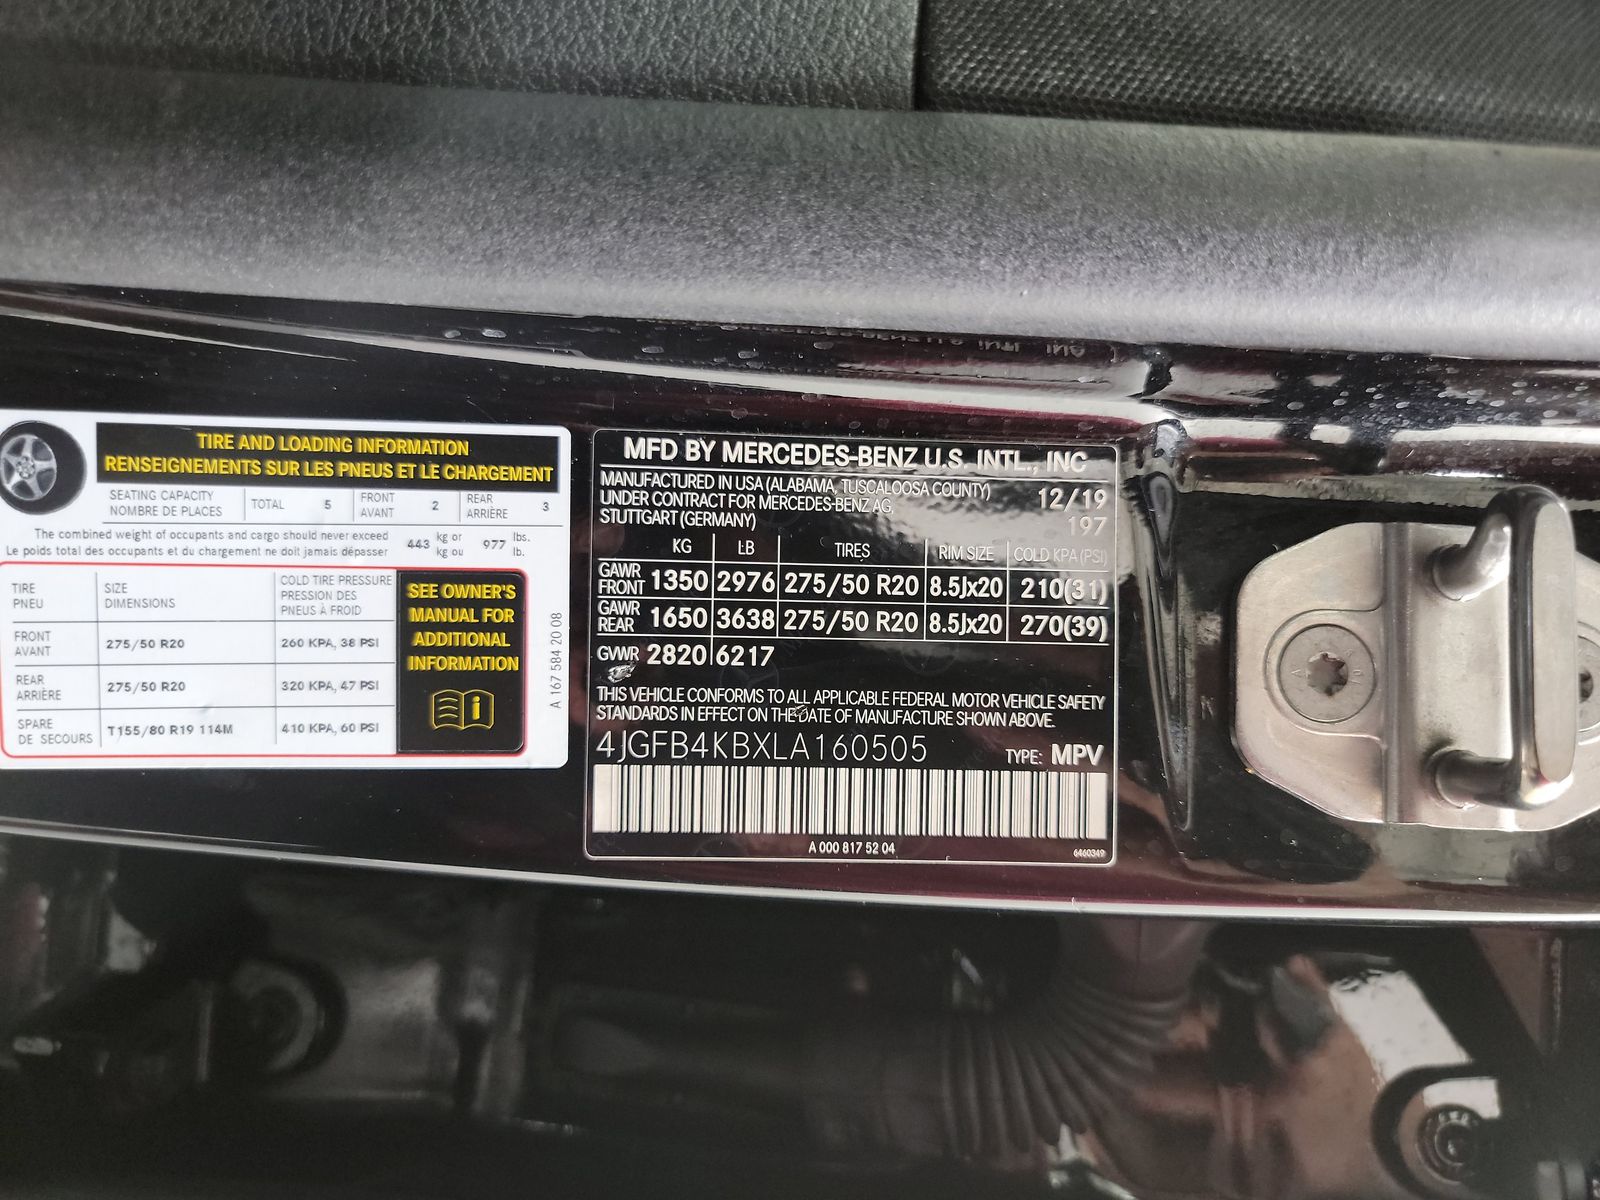 TIRE AND LOADING INFORMATION
RENSEIGNEMENTS SUR LES PNEUS ET LE CHARGEMENT
SEATING CAPACITY
NOMBRE DE PLACES
TOTAL 5
FRONT
AVANT
2
REAR
ARRIÈRE
3
The combined weight of occupants and cargo should never exceed
Le poids total des occupants et du chargement ne doit jamais dépasser
443 kg or
kg ou
977 lbs.
lb.
TIRE
PNEU
SIZE
DIMENSIONS
COLD TIRE PRESSURE
PRESSION DES
PNEUS À FROID
FRONT
AVANT
275/50 R20
260 KPA, 38 PSI
REAR
ARRIÈRE
275/50 R20
320 KPA, 47 PSI
SPARE
DE SECOURS
T155/80 R19 114M
410 KPA, 60 PSI
SEE OWNER'S
MANUAL FOR
ADDITIONAL
INFORMATION
i
A 167 584 20 08
MFD BY MERCEDES-BENZ U.S. INTL., INC
MANUFACTURED IN USA (ALABAMA, TUSCALOOSA COUNTY)
UNDER CONTRACT FOR MERCEDES-BENZ AG,
STUTTGART (GERMANY)
12/19
197
KG LB TIRES RIM SIZE COLD KPA (PSI)
GAWR
FRONT
1350 2976 275/50 R20 8.5Jx20 210(31)
GAWR
REAR
1650 3638 275/50 R20 8.5Jx20 270(39)
GVWR 2820 6217
THIS VEHICLE CONFORMS TO ALL APPLICABLE FEDERAL MOTOR VEHICLE SAFETY
STANDARDS IN EFFECT ON THE DATE OF MANUFACTURE SHOWN ABOVE.
4JGFB4KBXLA160505 TYPE: MPV
A 000 817 52 04
6460349